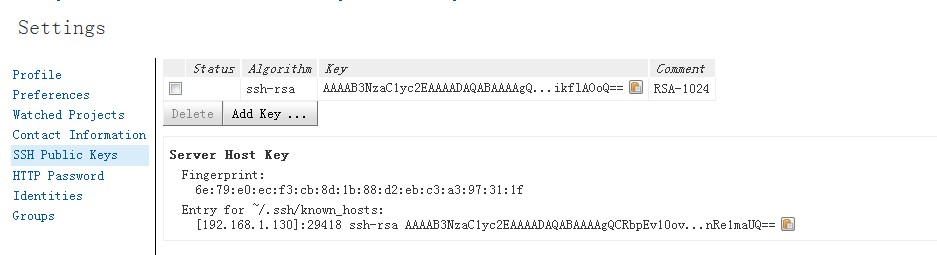 Settings
Profile
Preferences
Watched Projects
Contact Information
SSH Public Keys
HTTP Password
Identities
Groups
Status Algorithm Key Comment
ssh-rsa AAAAB3NzaC1yc2EAAAADAQABAAAAgQ...ikflAOoQ== RSA-1024
Delete Add Key ...
Server Host Key
Fingerprint:
6e:79:e0:ec:f3:cb:8d:1b:88:d2:eb:c3:a3:97:31:1f
Entry for ~/.ssh/known_hosts:
[192.168.1.130]:29418 ssh-rsa AAAAB3NzaC1yc2EAAAADAQABAAAAgQCRbpEvl0ov...nRe1maUQ==